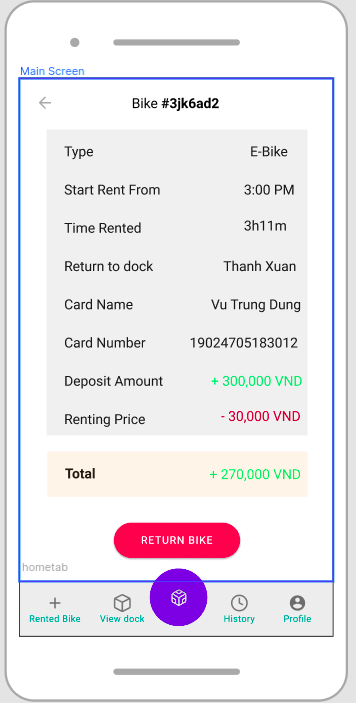 Main Screen
Bike #3jk6ad2
Type E-Bike
Start Rent From 3:00 PM
Time Rented 3h11m
Return to dock Thanh Xuan
Card Name Vu Trung Dung
Card Number 19024705183012
Deposit Amount + 300,000 VND
Renting Price - 30,000 VND
Total + 270,000 VND
RETURN BIKE
hometab
Rented Bike View dock History Profile